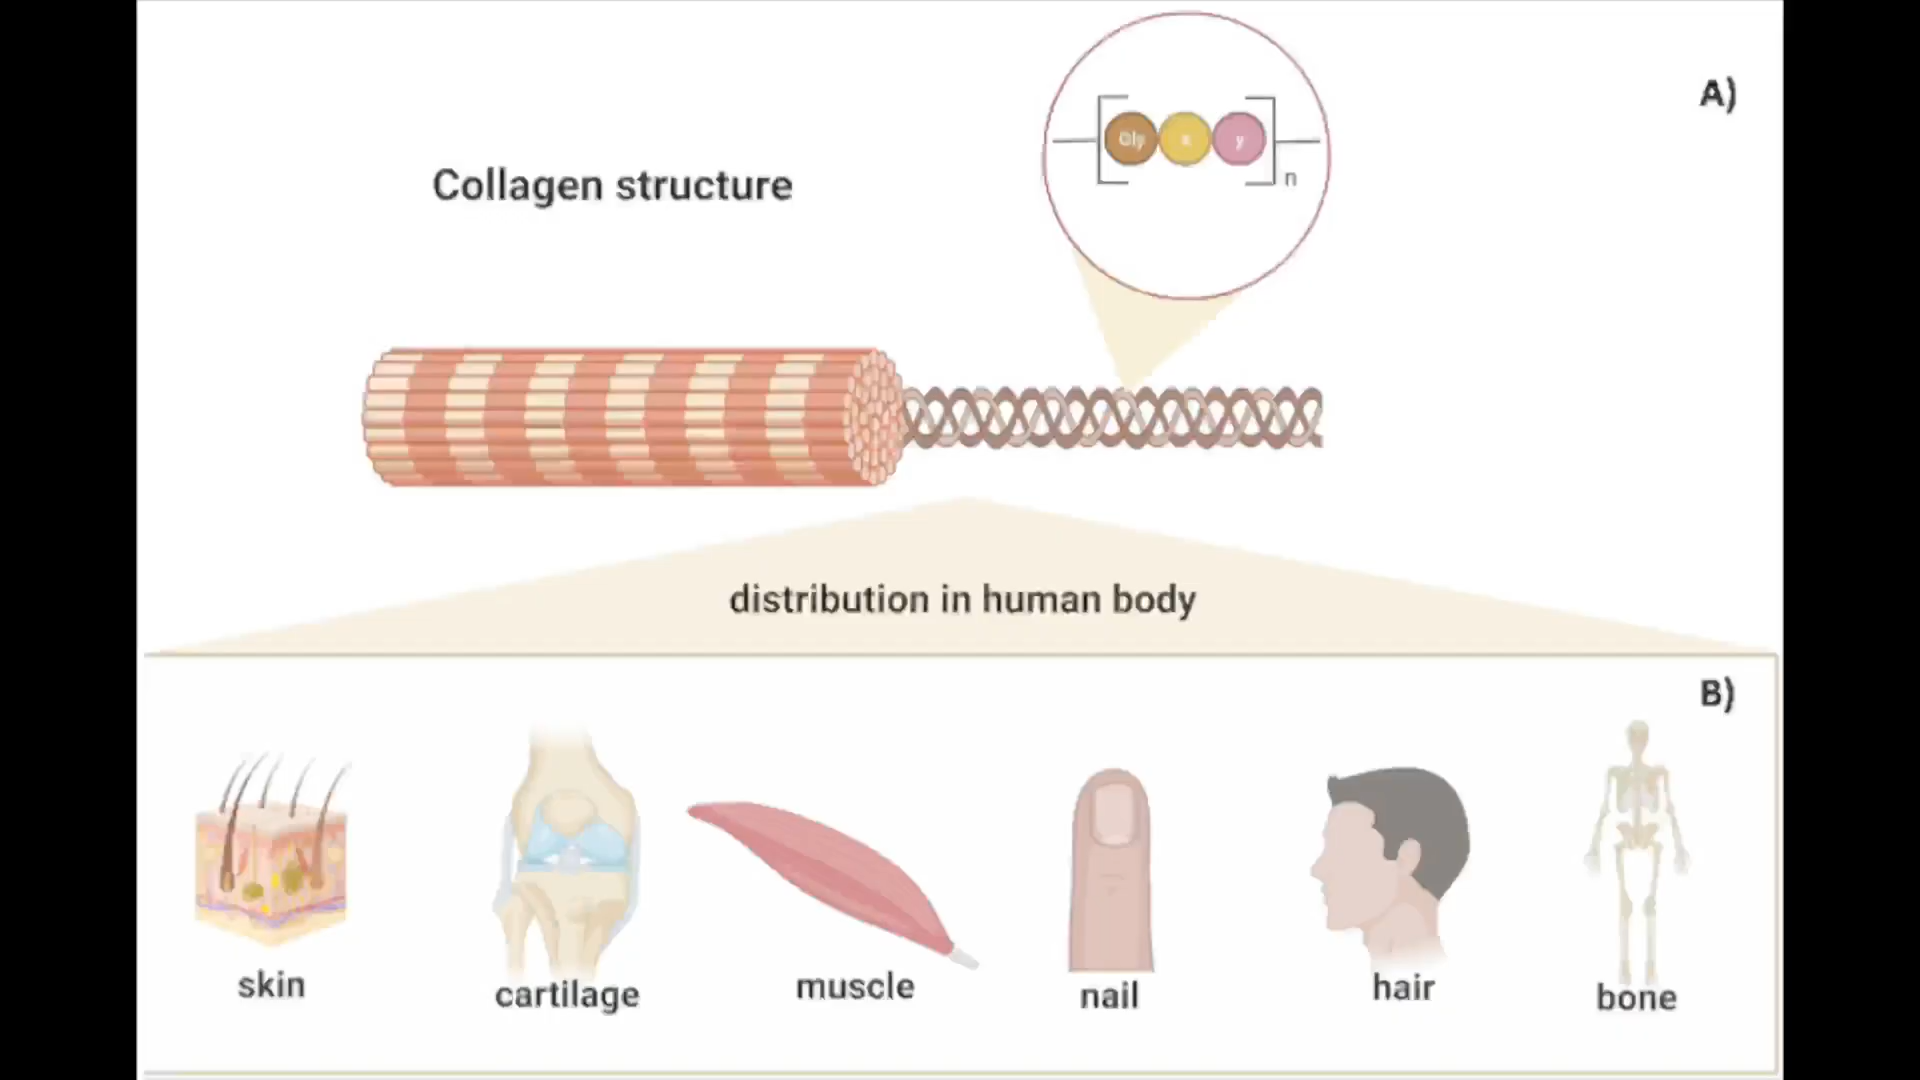 A)
Gly x y
n
Collagen structure
distribution in human body
B)
skin
cartilage
muscle
nail
hair
bone